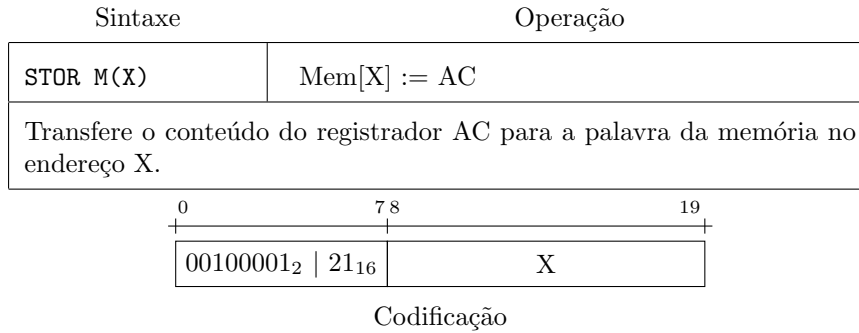 Sintaxe Operação
STOR M(X) Mem[X] := AC
Transfere o conteúdo do registrador AC para a palavra da memória no
endereço X.
0 7 8 19
00100001₂ | 21₁₆ X
Codificação